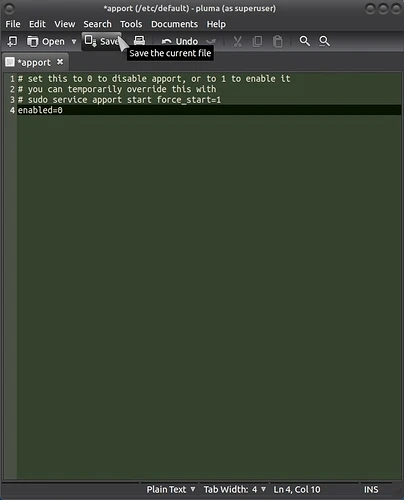 *apport (/etc/default) - pluma (as superuser)
File Edit View Search Tools Documents Help
Open Save Undo
Save the current file
*apport
1 # set this to 0 to disable apport, or to 1 to enable it
2 # you can temporarily override this with
3 # sudo service apport start force_start=1
4 enabled=0
Plain Text Tab Width: 4 Ln 4, Col 10 INS